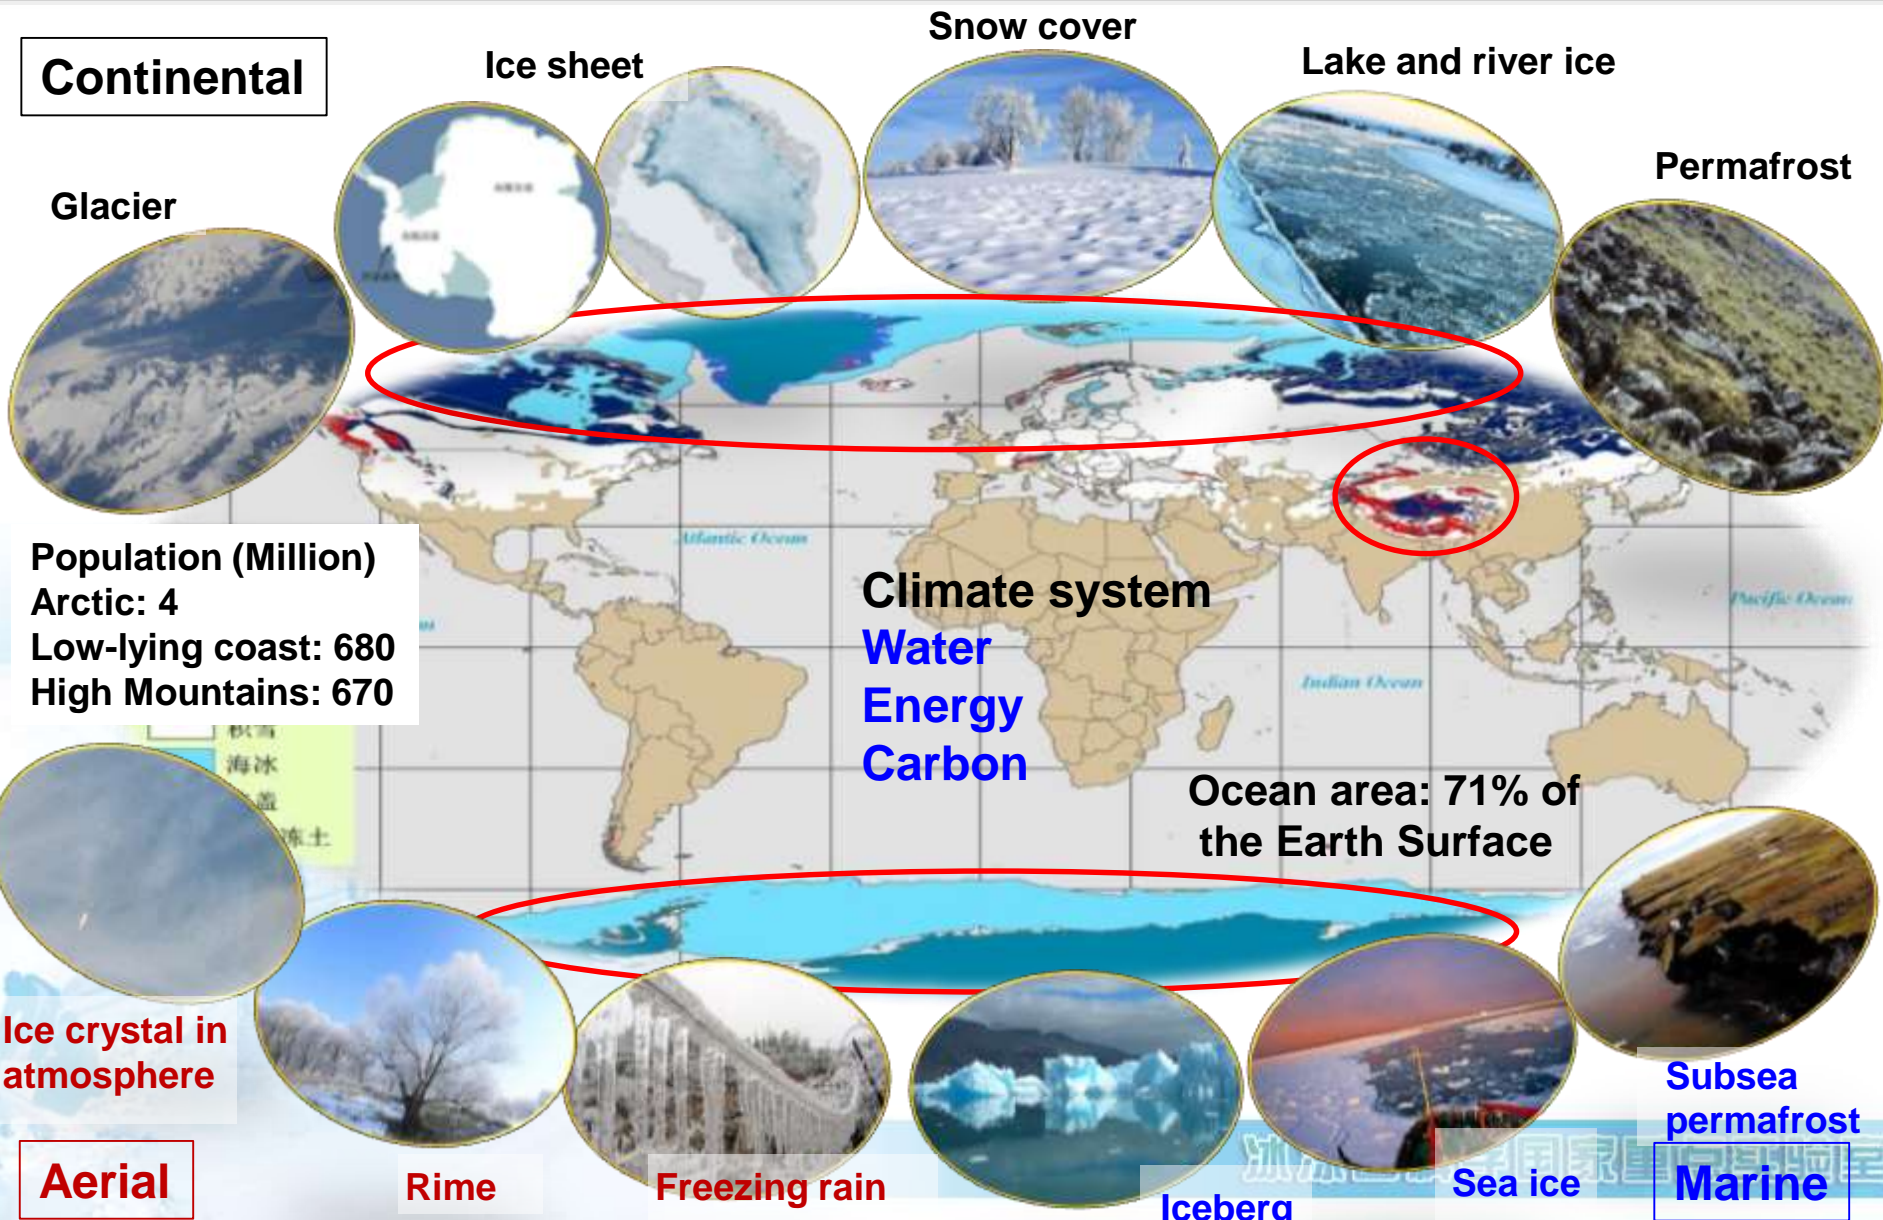 Snow cover
Continental
Ice sheet
Lake and river ice
Permafrost
Glacier
Atlantic Ocean
Population (Million)
Arctic: 4
Low-lying coast: 680
High Mountains: 670
Climate system
Water
Energy
Carbon
Pacific Ocean
Indian Ocean
积雪
海冰
盖
冻土
Ocean area: 71% of
the Earth Surface
Ice crystal in
atmosphere
Subsea
permafrost
Aerial
Rime
Freezing rain
Iceberg
Sea ice
Marine